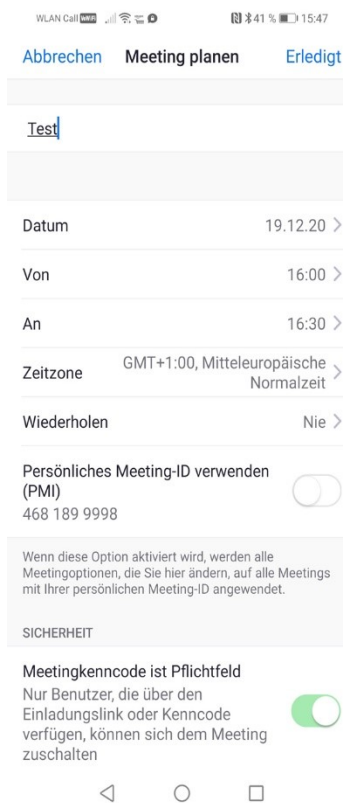 WLAN Call WiFi 41 % 15:47
Abbrechen Meeting planen Erledigt
Test
Datum 19.12.20
Von 16:00
An 16:30
Zeitzone GMT+1:00, Mitteleuropäische
Normalzeit
Wiederholen Nie
Persönliches Meeting-ID verwenden
(PMI)
468 189 9998
Wenn diese Option aktiviert wird, werden alle
Meetingoptionen, die Sie hier ändern, auf alle Meetings
mit Ihrer persönlichen Meeting-ID angewendet.
SICHERHEIT
Meetingkenncode ist Pflichtfeld
Nur Benutzer, die über den
Einladungslink oder Kenncode
verfügen, können sich dem Meeting
zuschalten